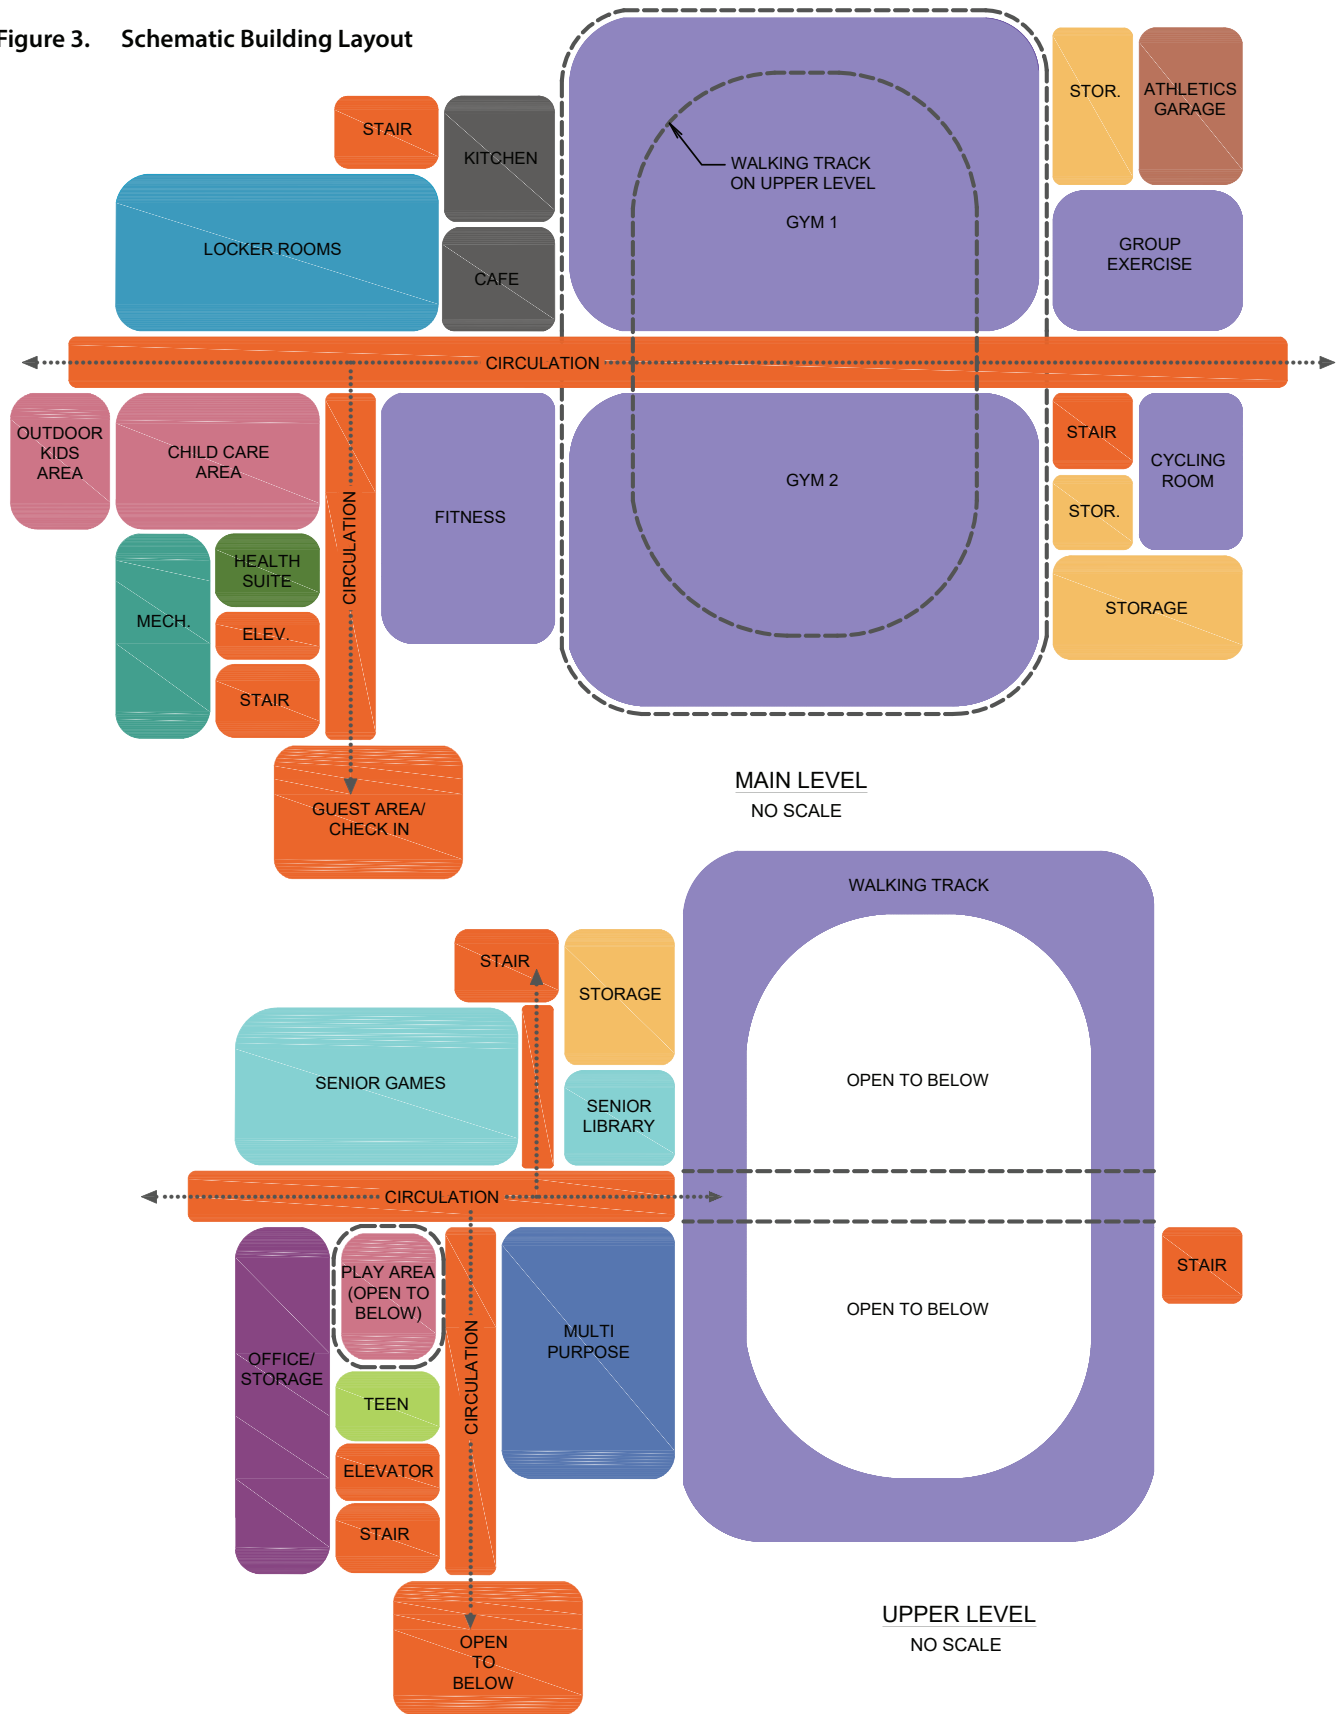 Figure 3. Schematic Building Layout
STAIR
KITCHEN
LOCKER ROOMS
CAFE
WALKING TRACK
ON UPPER LEVEL
GYM 1
STOR.
ATHLETICS
GARAGE
GROUP
EXERCISE
CIRCULATION
OUTDOOR
KIDS
AREA
CHILD CARE
AREA
CIRCULATION
FITNESS
GYM 2
STAIR
CYCLING
ROOM
STOR.
STORAGE
MECH.
HEALTH
SUITE
ELEV.
STAIR
GUEST AREA/
CHECK IN
MAIN LEVEL
NO SCALE
WALKING TRACK
STAIR
STORAGE
SENIOR GAMES
SENIOR
LIBRARY
OPEN TO BELOW
CIRCULATION
OFFICE/
STORAGE
PLAY AREA
(OPEN TO
BELOW)
CIRCULATION
MULTI
PURPOSE
OPEN TO BELOW
STAIR
TEEN
ELEVATOR
STAIR
OPEN
TO
BELOW
UPPER LEVEL
NO SCALE